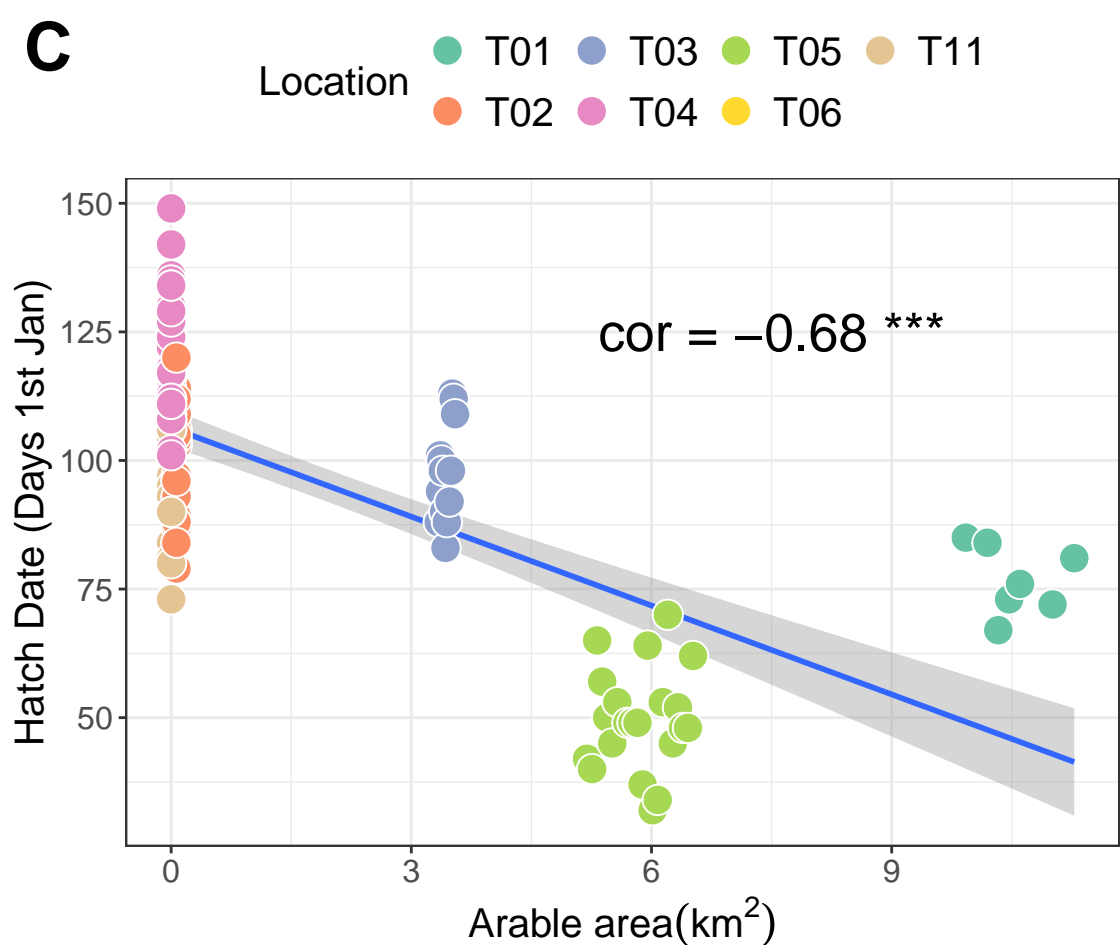 C
Location
T01 T03 T05 T11
T02 T04 T06
Hatch Date (Days 1st Jan)
150
125
100
75
50
cor = −0.68 ***
0 3 6 9
Arable area(km²)